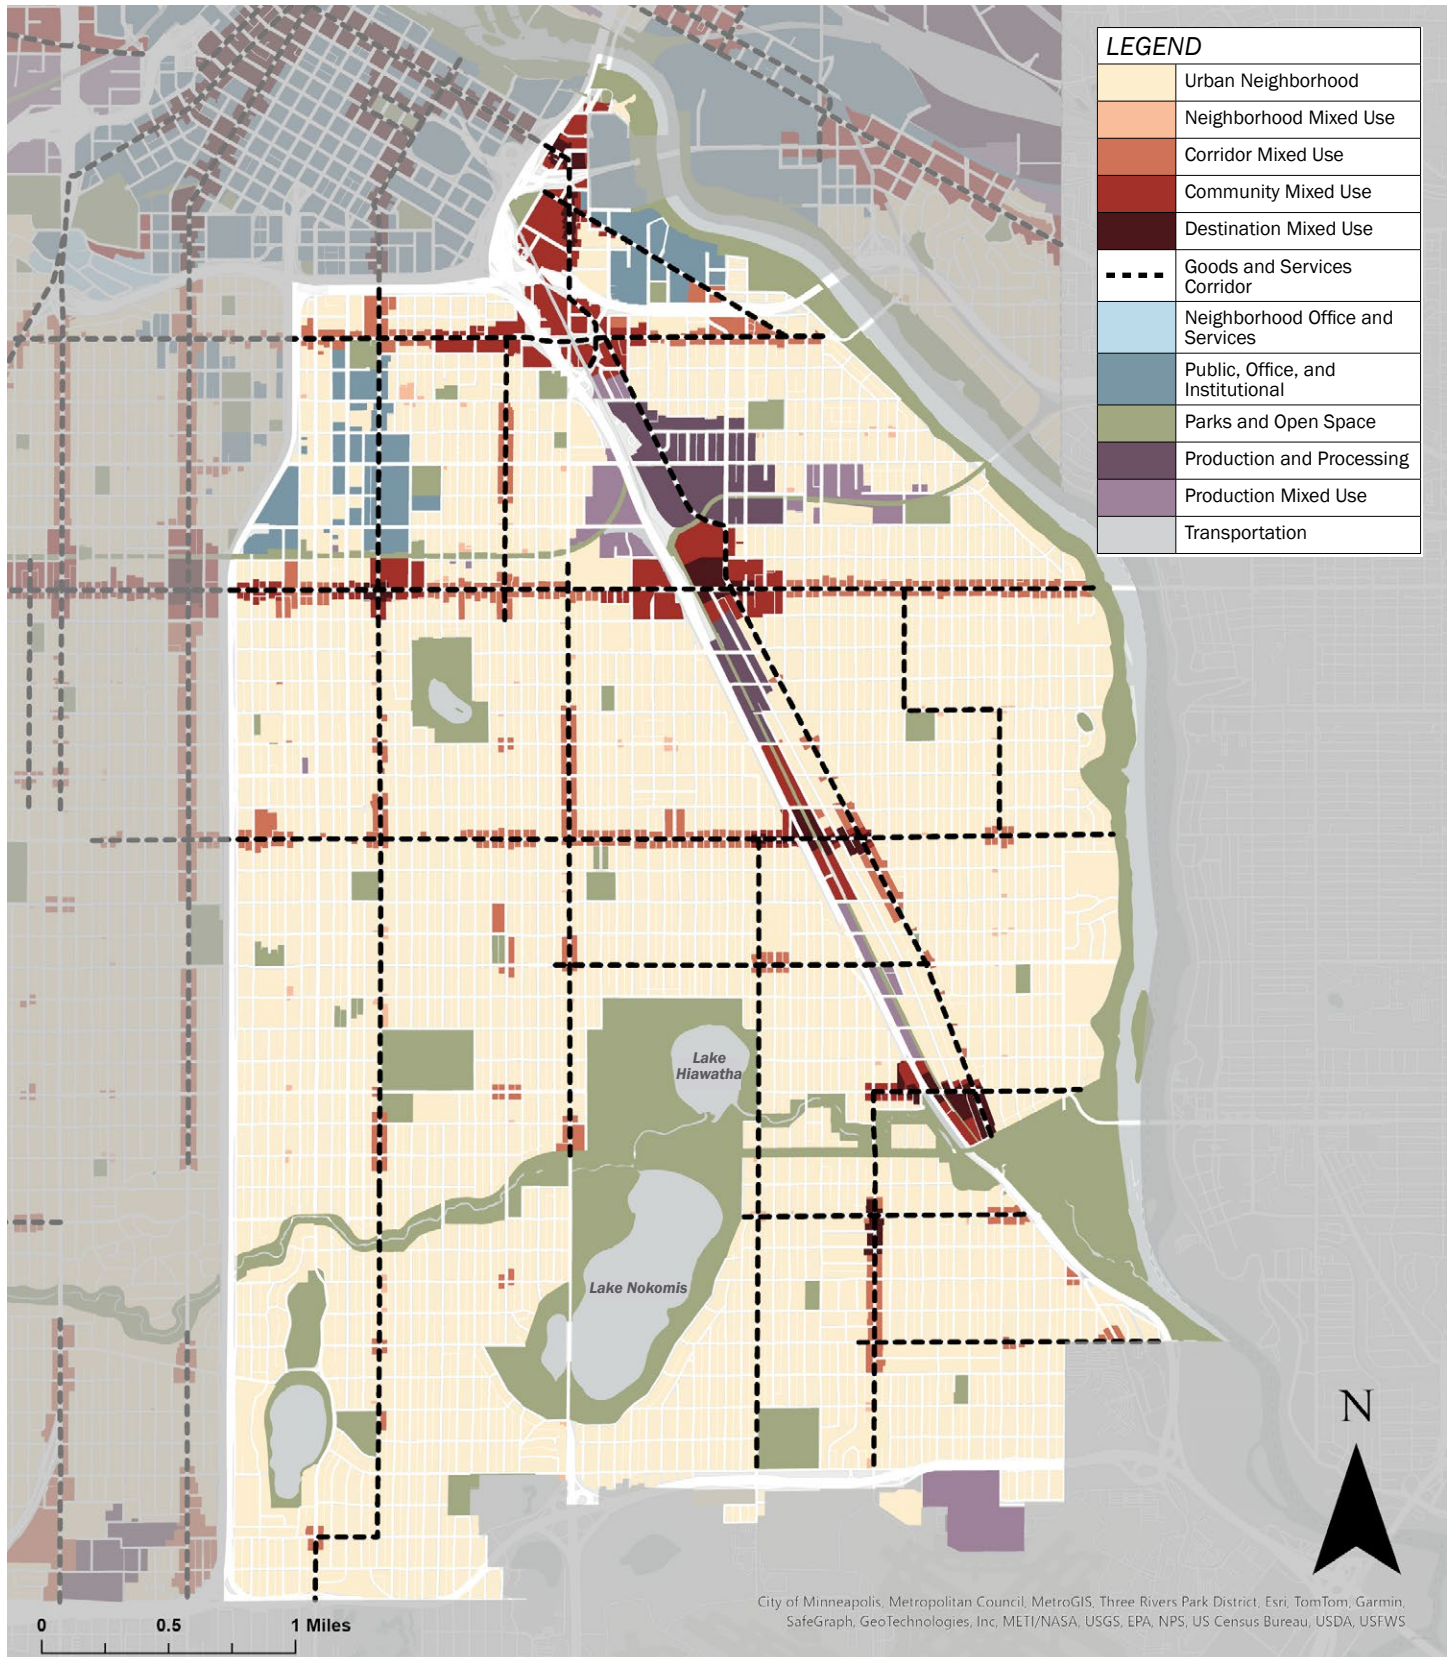 LEGEND
Urban Neighborhood
Neighborhood Mixed Use
Corridor Mixed Use
Community Mixed Use
Destination Mixed Use
Goods and Services
Corridor
Neighborhood Office and
Services
Public, Office, and
Institutional
Parks and Open Space
Production and Processing
Production Mixed Use
Transportation
Lake
Hiawatha
Lake Nokomis
N
City of Minneapolis, Metropolitan Council, MetroGIS, Three Rivers Park District, Esri, TomTom, Garmin,
SafeGraph, GeoTechnologies, Inc, METI/NASA, USGS, EPA, NPS, US Census Bureau, USDA, USFWS
0 0.5 1 Miles